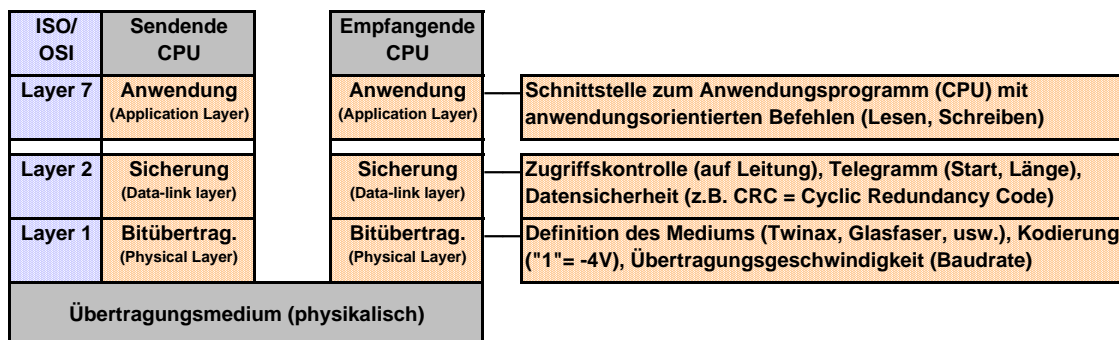 ISO/
OSI
Sendende
CPU
Empfangende
CPU
Layer 7
Anwendung
(Application Layer)
Anwendung
(Application Layer)
Schnittstelle zum Anwendungsprogramm (CPU) mit
anwendungsorientierten Befehlen (Lesen, Schreiben)
Layer 2
Sicherung
(Data-link layer)
Sicherung
(Data-link layer)
Zugriffskontrolle (auf Leitung), Telegramm (Start, Länge),
Datensicherheit (z.B. CRC = Cyclic Redundancy Code)
Layer 1
Bitübertrag.
(Physical Layer)
Bitübertrag.
(Physical Layer)
Definition des Mediums (Twinax, Glasfaser, usw.), Kodierung
("1"= -4V), Übertragungsgeschwindigkeit (Baudrate)
Übertragungsmedium (physikalisch)